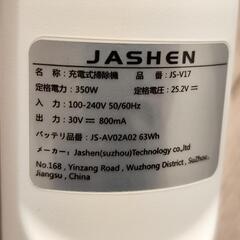 JASHEN
名称：充電式掃除機 品番：JS-V17
定格電力：350W 定格電圧：25.2V ⎓
入力：100-240V 50/60Hz
出力：30V ⎓ 800mA
バッテリ品番：JS-AV02A02 63Wh
メーカー：Jashen(suzhou)Technology co.,Ltd
No.168 , Yinzang Road , Wuzhong District , SuZhou,
Jiangsu , China